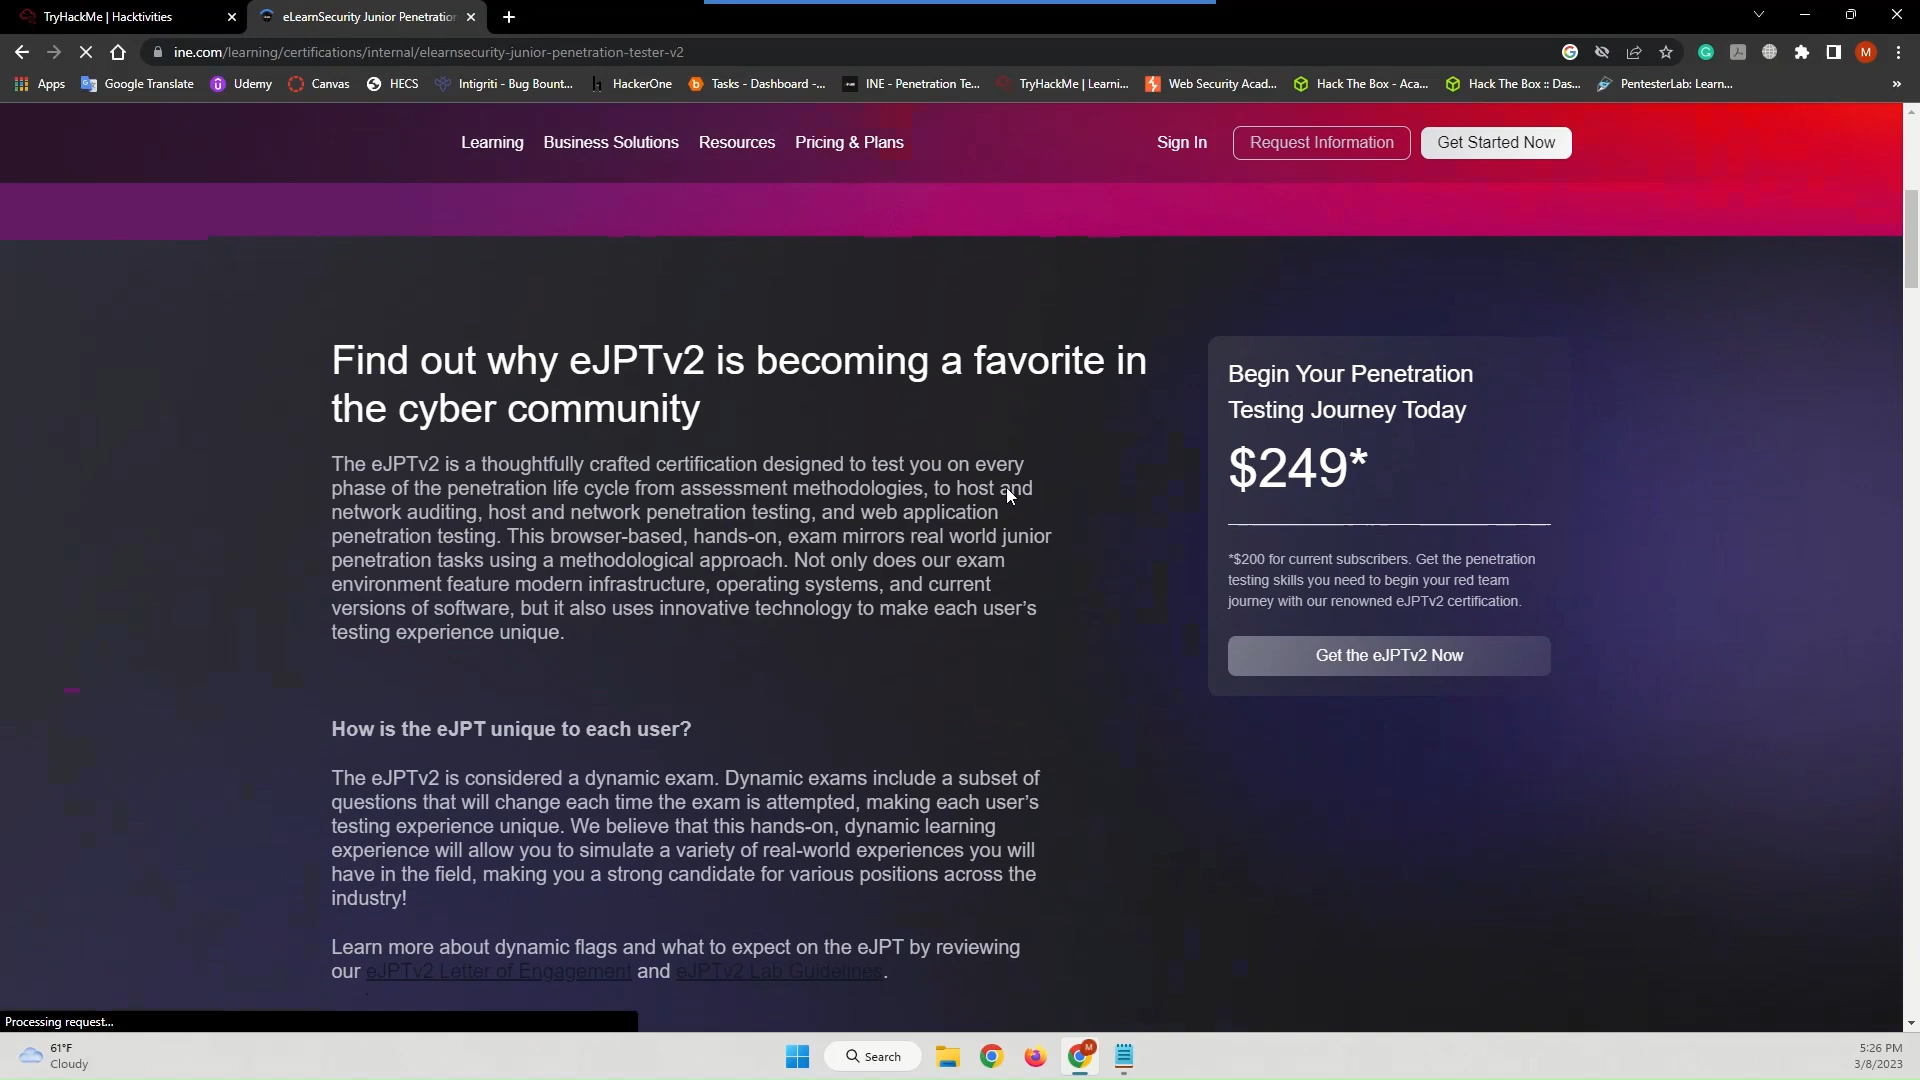 TryHackMe | Hacktivities
eLearnSecurity Junior Penetration
ine.com/learning/certifications/internal/elearnsecurity-junior-penetration-tester-v2
Apps Google Translate Udemy Canvas HECS Intigriti - Bug Bount... HackerOne Tasks - Dashboard -... INE - Penetration Te... TryHackMe | Learni... Web Security Acad... Hack The Box - Aca... Hack The Box :: Das... PentesterLab: Learn... »
Learning Business Solutions Resources Pricing & Plans Sign In Request Information Get Started Now
Find out why eJPTv2 is becoming a favorite in
the cyber community
The eJPTv2 is a thoughtfully crafted certification designed to test you on every
phase of the penetration life cycle from assessment methodologies, to host and
network auditing, host and network penetration testing, and web application
penetration testing. This browser-based, hands-on, exam mirrors real world junior
penetration tasks using a methodological approach. Not only does our exam
environment feature modern infrastructure, operating systems, and current
versions of software, but it also uses innovative technology to make each user's
testing experience unique.
How is the eJPT unique to each user?
The eJPTv2 is considered a dynamic exam. Dynamic exams include a subset of
questions that will change each time the exam is attempted, making each user's
testing experience unique. We believe that this hands-on, dynamic learning
experience will allow you to simulate a variety of real-world experiences you will
have in the field, making you a strong candidate for various positions across the
industry!
Learn more about dynamic flags and what to expect on the eJPT by reviewing
our eJPTv2 Letter of Engagement and eJPTv2 Lab Guidelines.
Begin Your Penetration
Testing Journey Today
$249*
*$200 for current subscribers. Get the penetration
testing skills you need to begin your red team
journey with our renowned eJPTv2 certification.
Get the eJPTv2 Now
Processing request...
61°F
Cloudy
Search
M
5:26 PM
3/8/2023